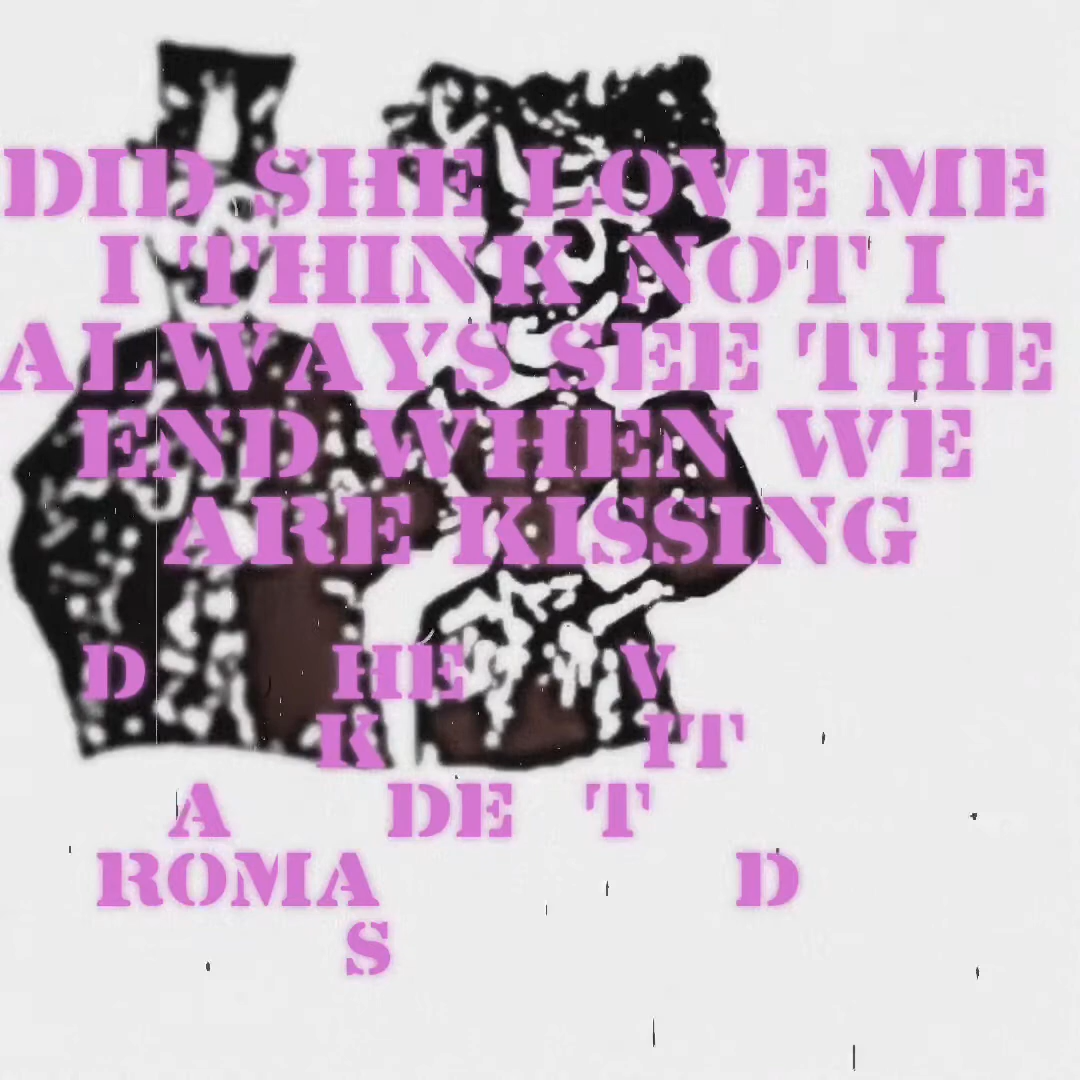 DID SHE LOVE ME
I THINK NOT I
ALWAYS SEE THE
END WHEN WE
ARE KISSING
D HE V
K IT
A DE T
ROMA D
S